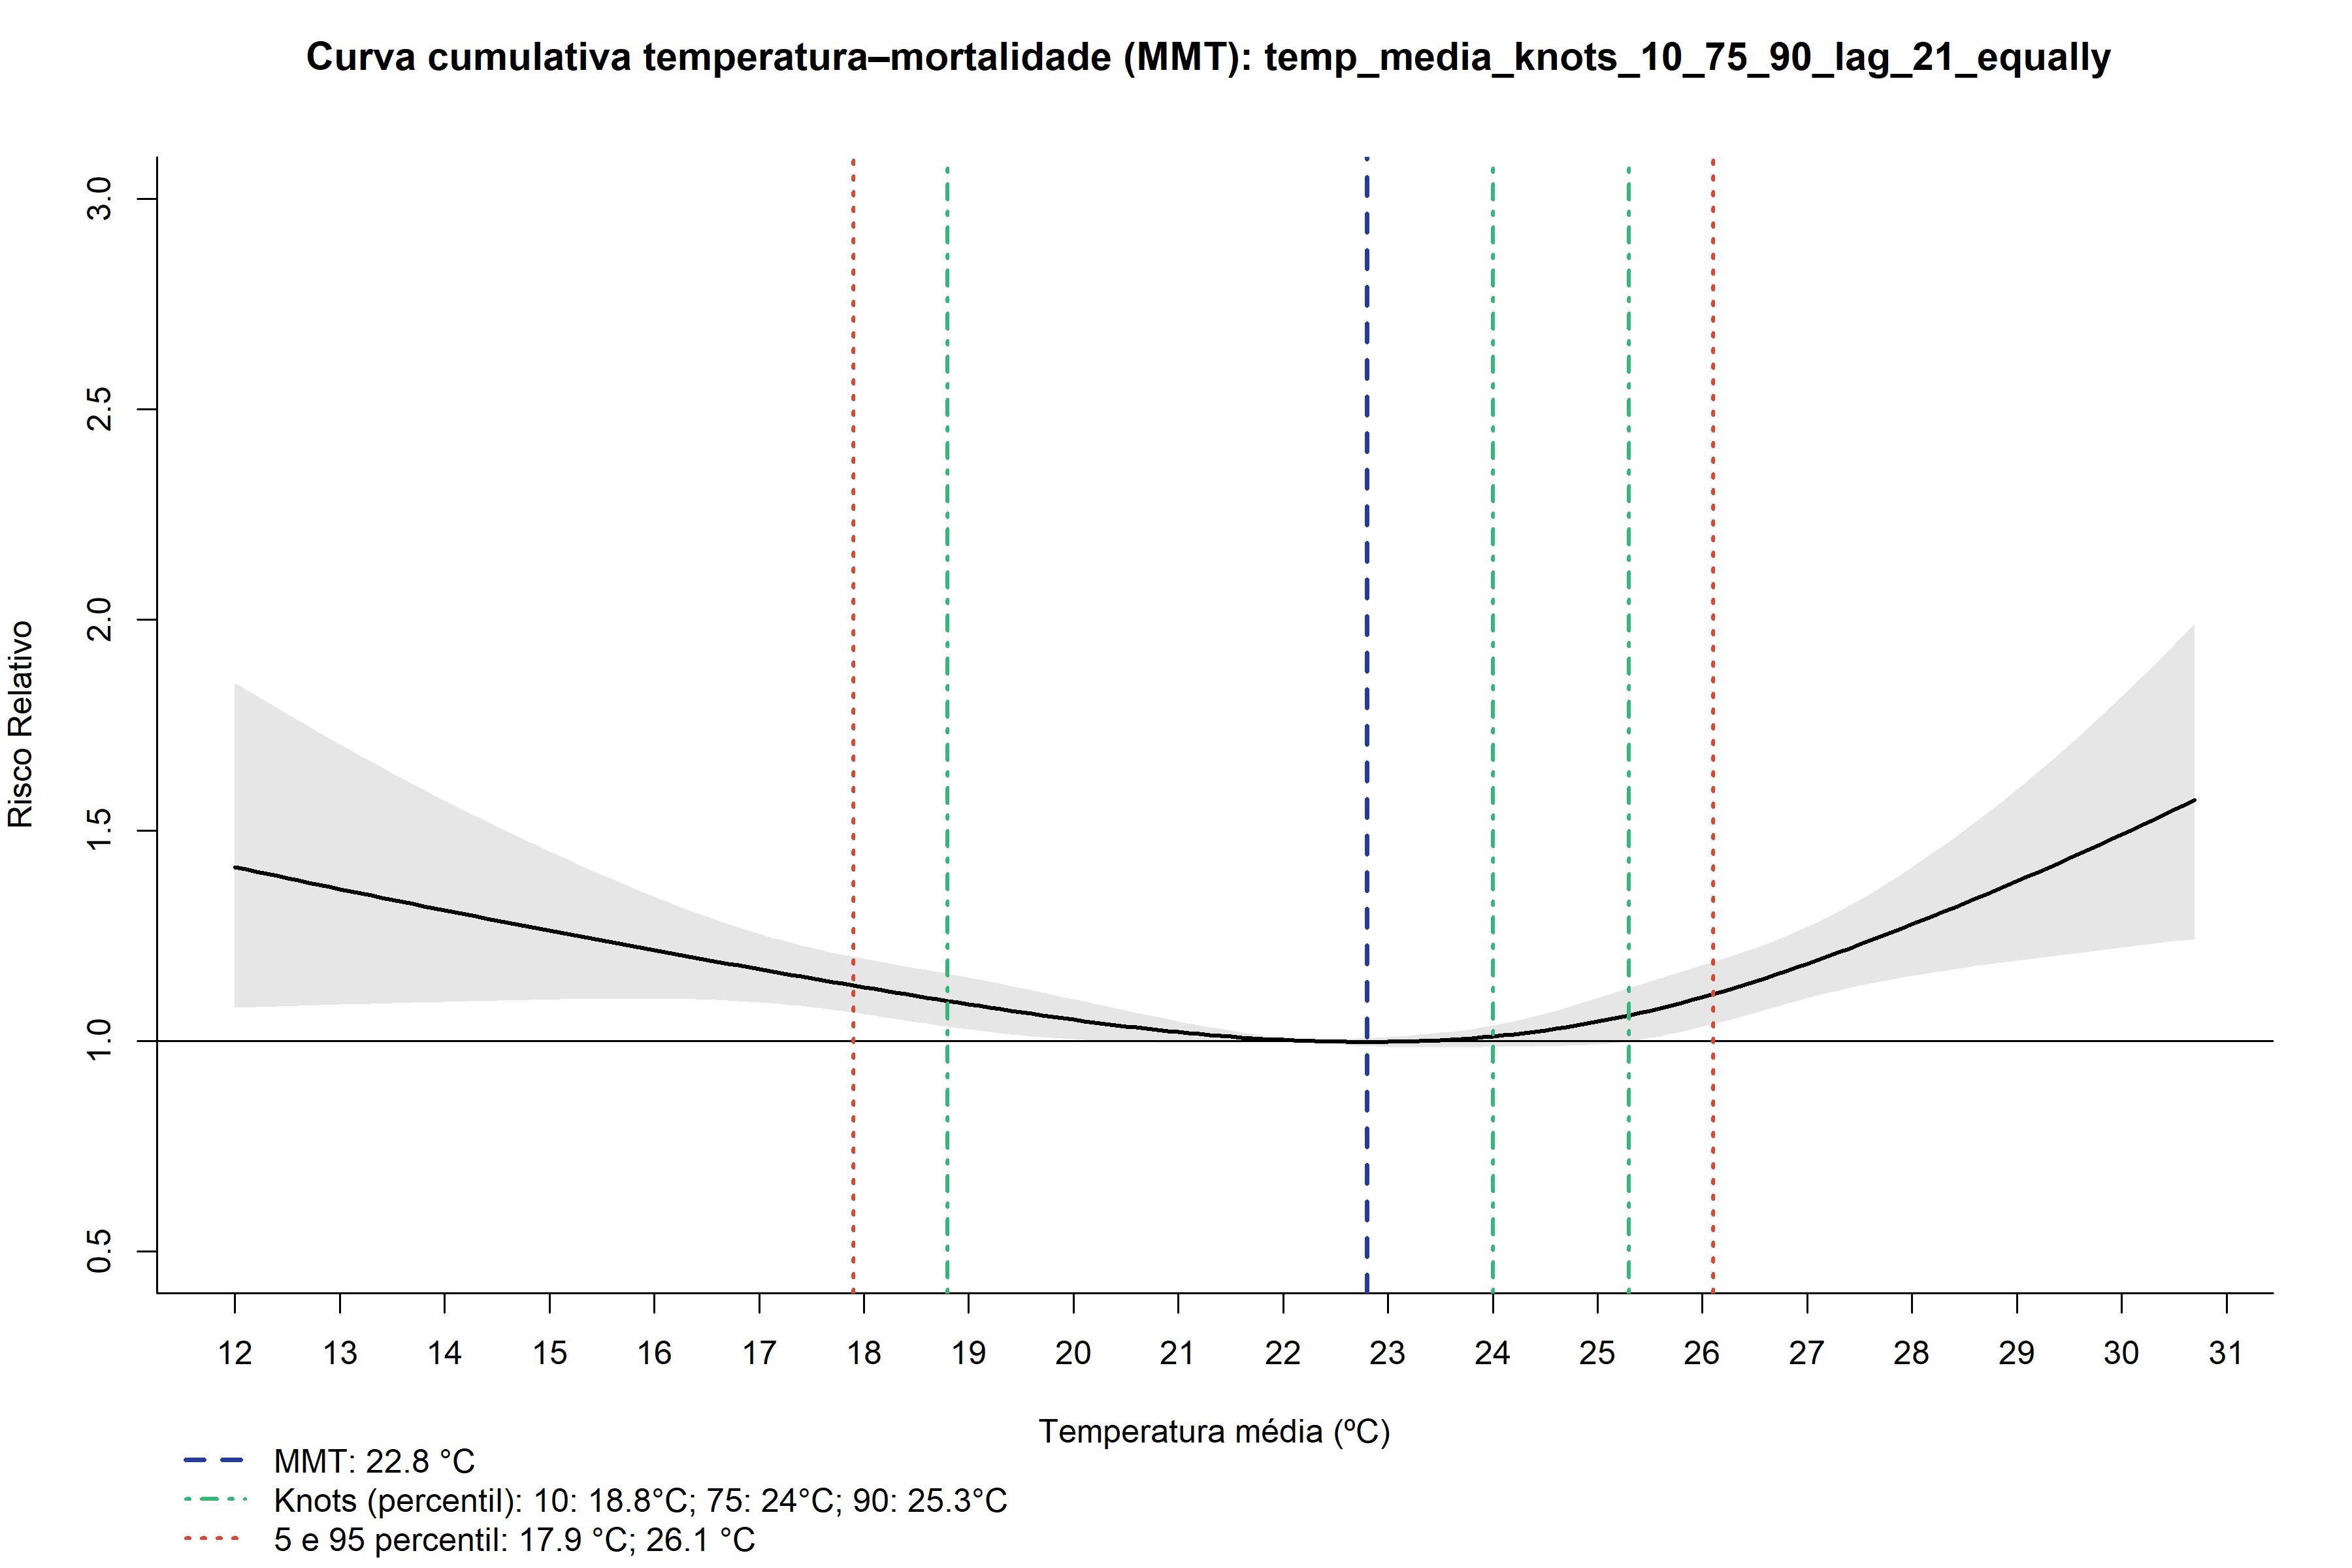 Curva cumulativa temperatura–mortalidade (MMT): temp_media_knots_10_75_90_lag_21_equally
Risco Relativo
3.0
2.5
2.0
1.5
1.0
0.5
12 13 14 15 16 17 18 19 20 21 22 23 24 25 26 27 28 29 30 31
Temperatura média (ºC)
MMT: 22.8 °C
Knots (percentil): 10: 18.8°C; 75: 24°C; 90: 25.3°C
5 e 95 percentil: 17.9 °C; 26.1 °C